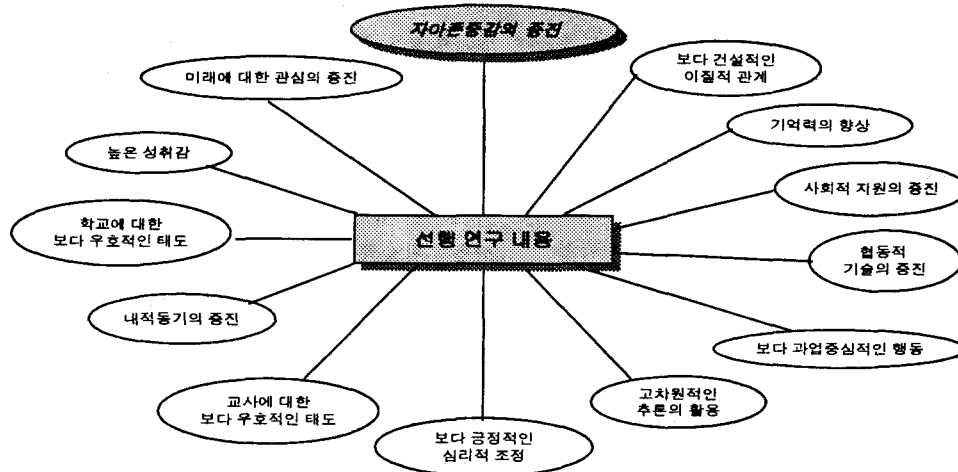 자아존중감의 증진
미래에 대한 관심의 증진
보다 건설적인
이질적 관계
기억력의 향상
높은 성취감
사회적 지원의 증진
학교에 대한
보다 우호적인 태도
선행 연구 내용
협동적
기술의 증진
내적동기의 증진
보다 과업중심적인 행동
교사에 대한
보다 우호적인 태도
고차원적인
추론의 활용
보다 긍정적인
심리적 조정